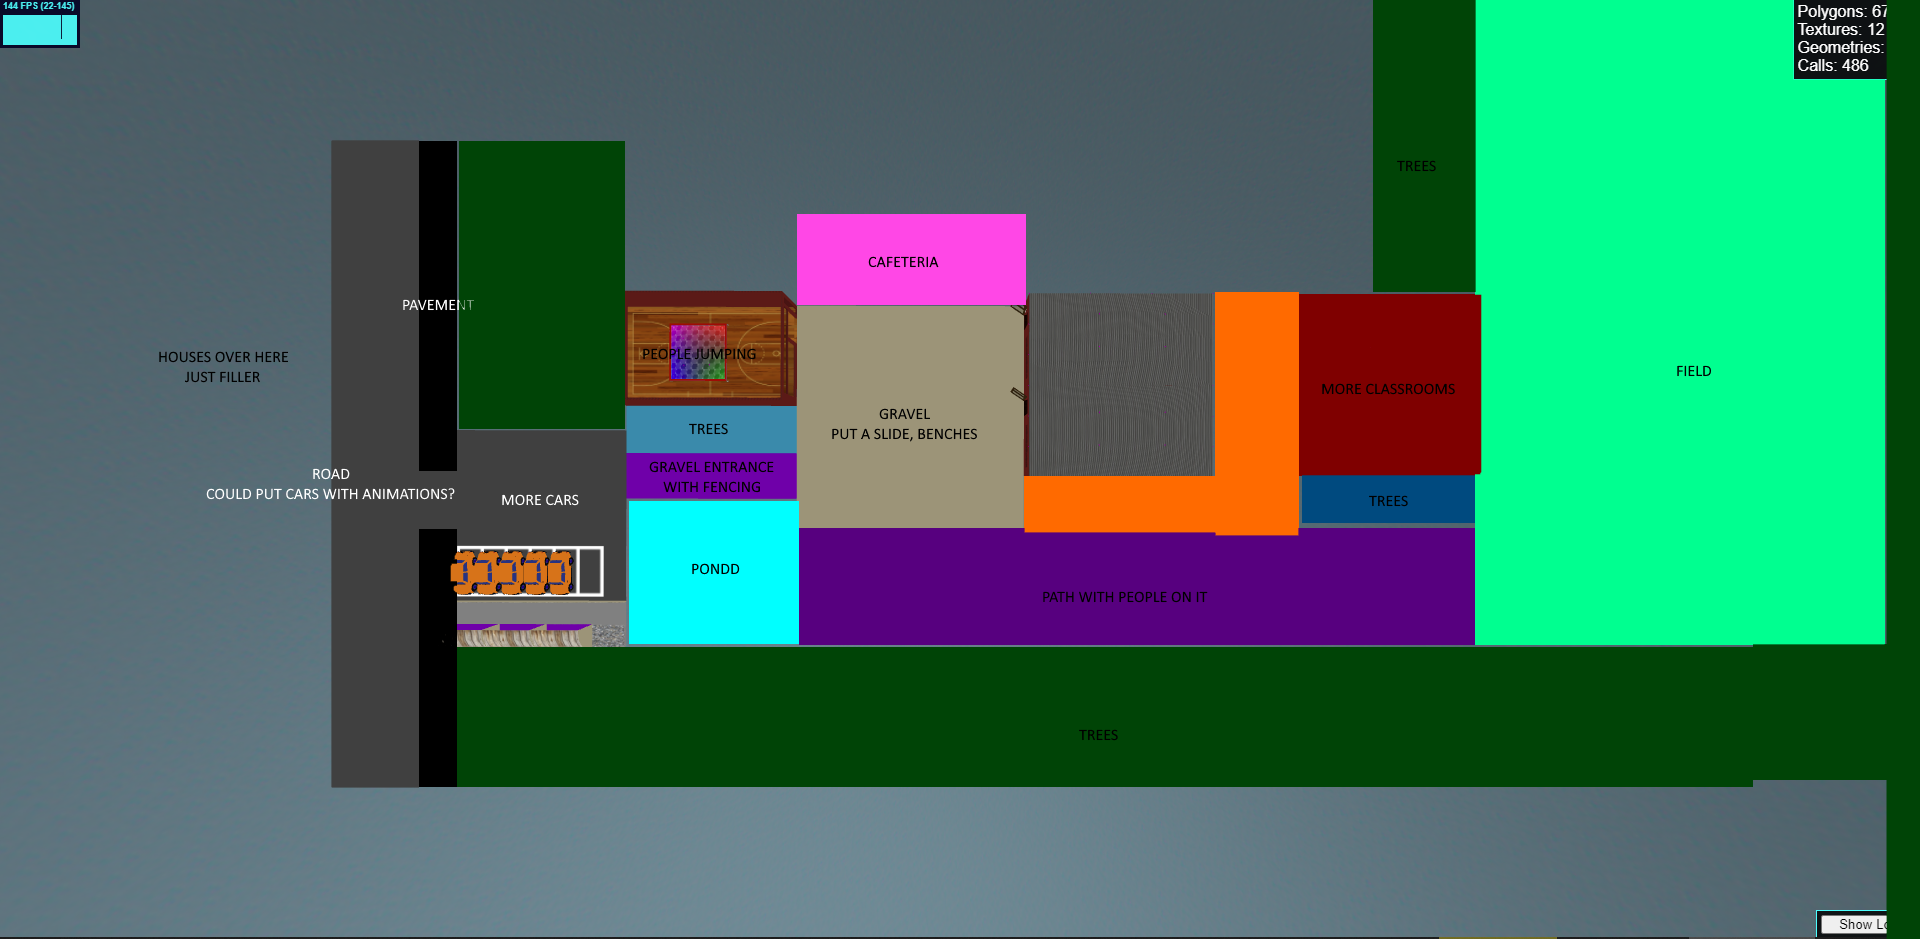 144 FPS (22-145)
Polygons: 67
Textures: 12
Geometries:
Calls: 486
TREES
CAFETERIA
PAVEMENT
HOUSES OVER HERE
JUST FILLER
PEOPLE JUMPING
FIELD
MORE CLASSROOMS
GRAVEL
PUT A SLIDE, BENCHES
TREES
GRAVEL ENTRANCE
WITH FENCING
ROAD
COULD PUT CARS WITH ANIMATIONS?
MORE CARS
TREES
PONDD
PATH WITH PEOPLE ON IT
TREES
Show